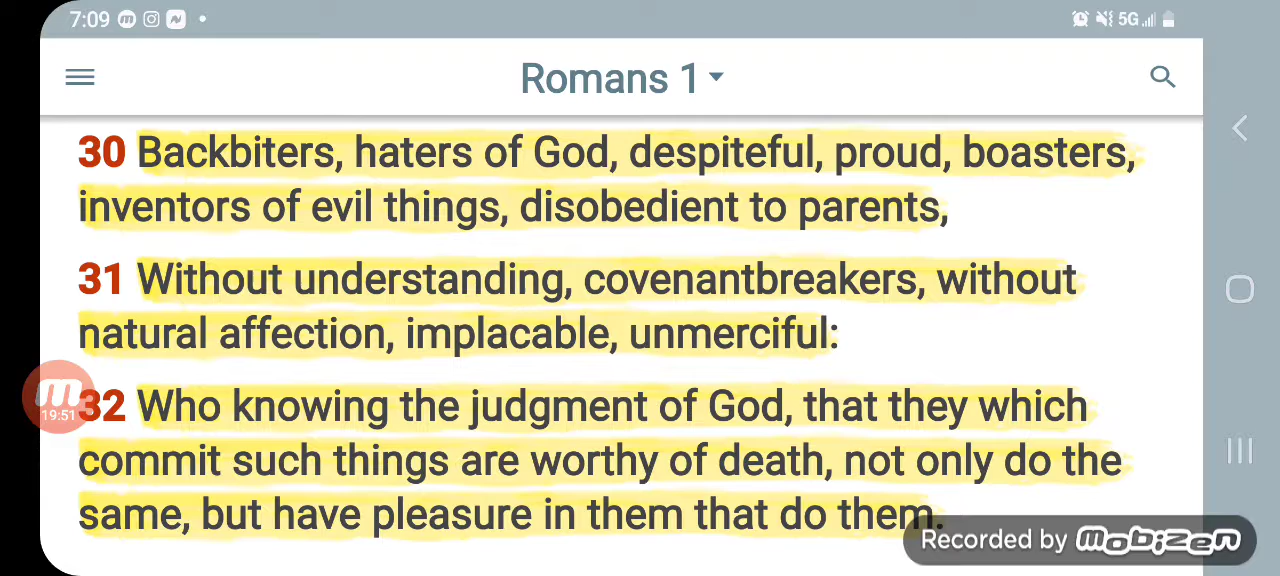 7:09
5G
Romans 1
30 Backbiters, haters of God, despiteful, proud, boasters,
inventors of evil things, disobedient to parents,
31 Without understanding, covenantbreakers, without
natural affection, implacable, unmerciful:
19:51
32 Who knowing the judgment of God, that they which
commit such things are worthy of death, not only do the
same, but have pleasure in them that do them.
Recorded by mobizen